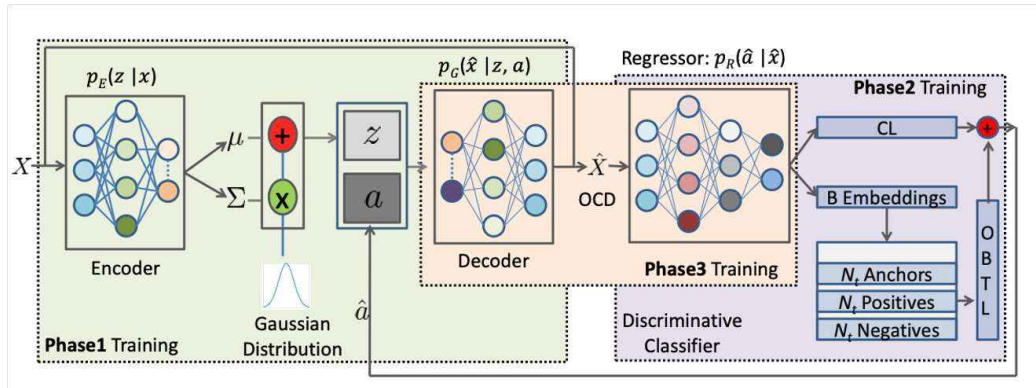 Regressor: p_R(â | x̂)
p_E(z | x)
p_G(x̂ | z, a)
Phase2 Training
X
μ
+
z
X̂
OCD
CL
+
Σ
X
a
B Embeddings
Encoder
Decoder
Phase3 Training
N_t Anchors
N_t Positives
N_t Negatives
OBTL
Gaussian
Distribution
â
Phase1 Training
Discriminative
Classifier